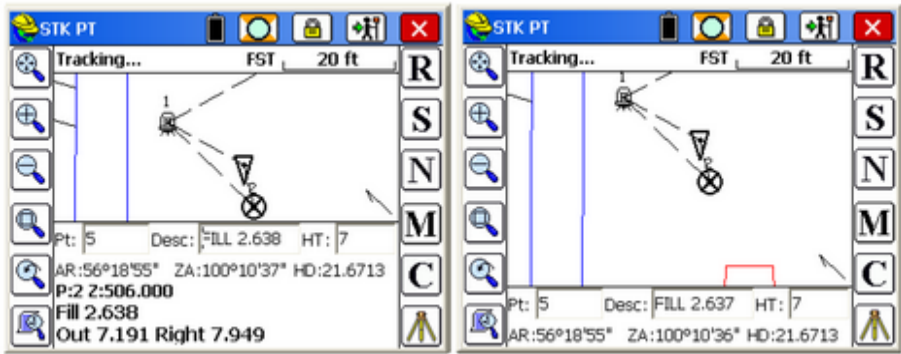 STK PT
Tracking... FST 20 ft
R
1
S
N
M
Pt: 5 Desc: FILL 2.638 HT: 7
AR:56°18'55" ZA:100°10'37" HD:21.6713
C
P:2 Z:506.000
Fill 2.638
Out 7.191 Right 7.949
STK PT
Tracking... FST 20 ft
R
1
S
N
M
C
Pt: 5 Desc: FILL 2.637 HT: 7
AR:56°18'55" ZA:100°10'36" HD:21.6713